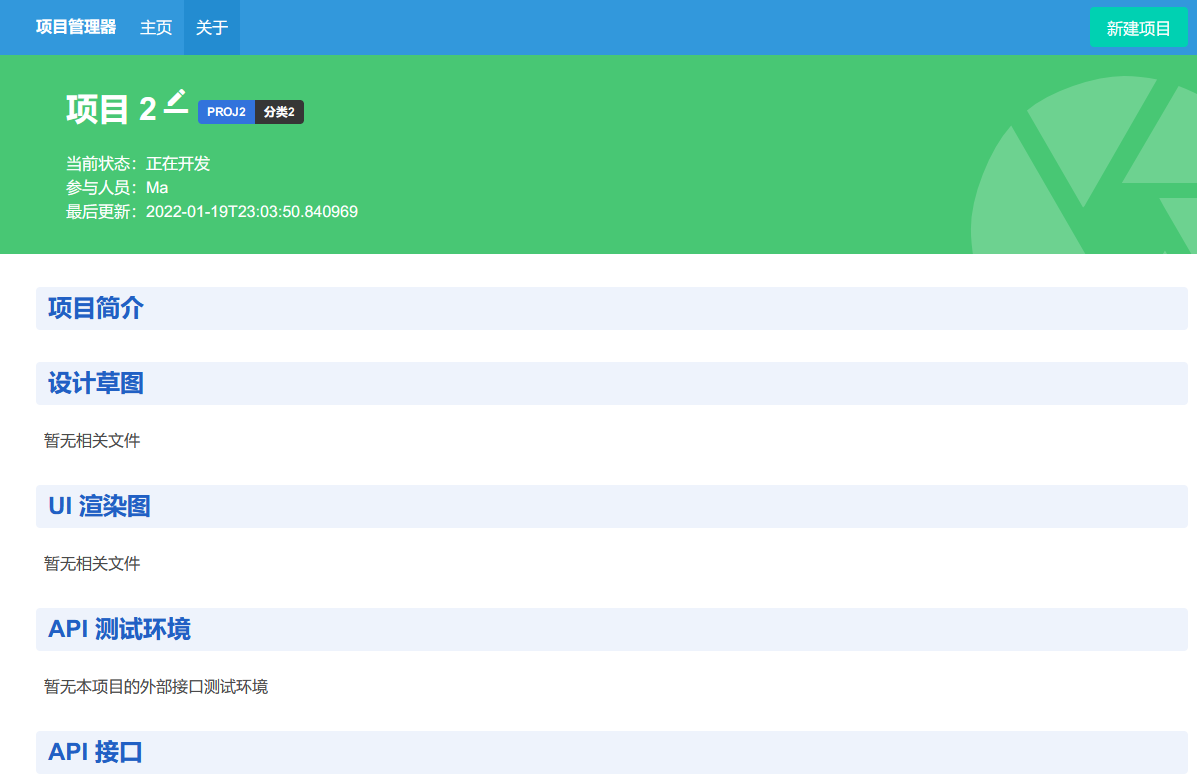 项目管理器 主页 关于 新建项目
项目 2 PROJ2 分类2
当前状态：正在开发
参与人员：Ma
最后更新：2022-01-19T23:03:50.840969
项目简介
设计草图
暂无相关文件
UI 渲染图
暂无相关文件
API 测试环境
暂无本项目的外部接口测试环境
API 接口